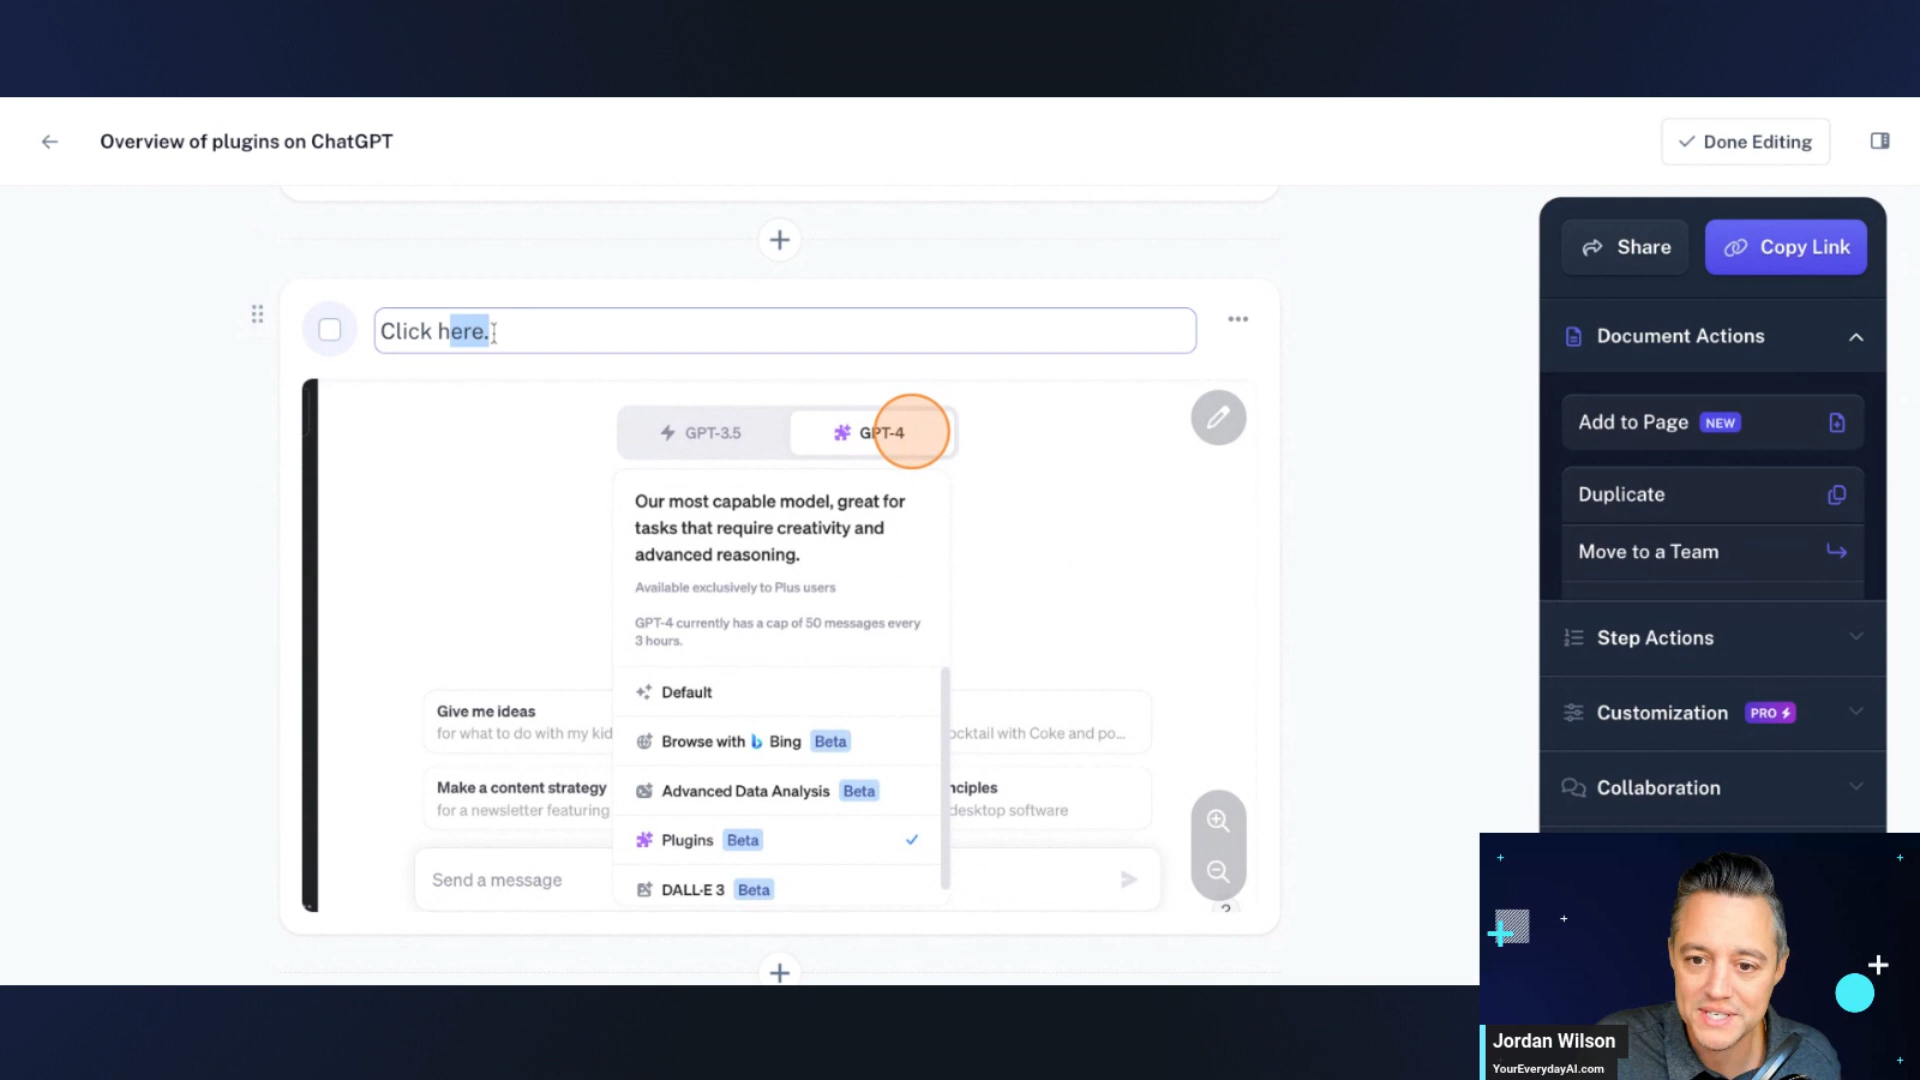 Overview of plugins on ChatGPT
Done Editing
Share
Copy Link
Click here.
Document Actions
Add to Page NEW
Duplicate
Move to a Team
Step Actions
Customization PRO
Collaboration
GPT-3.5
GPT-4
Our most capable model, great for
tasks that require creativity and
advanced reasoning.
Available exclusively to Plus users
GPT-4 currently has a cap of 50 messages every
3 hours.
Default
Browse with Bing Beta
Advanced Data Analysis Beta
Plugins Beta
DALL·E 3 Beta
Give me ideas
for what to do with my kid
cktail with Coke and po...
Make a content strategy
for a newsletter featuring
nciples
desktop software
Send a message
?
Jordan Wilson
YourEverydayAI.com